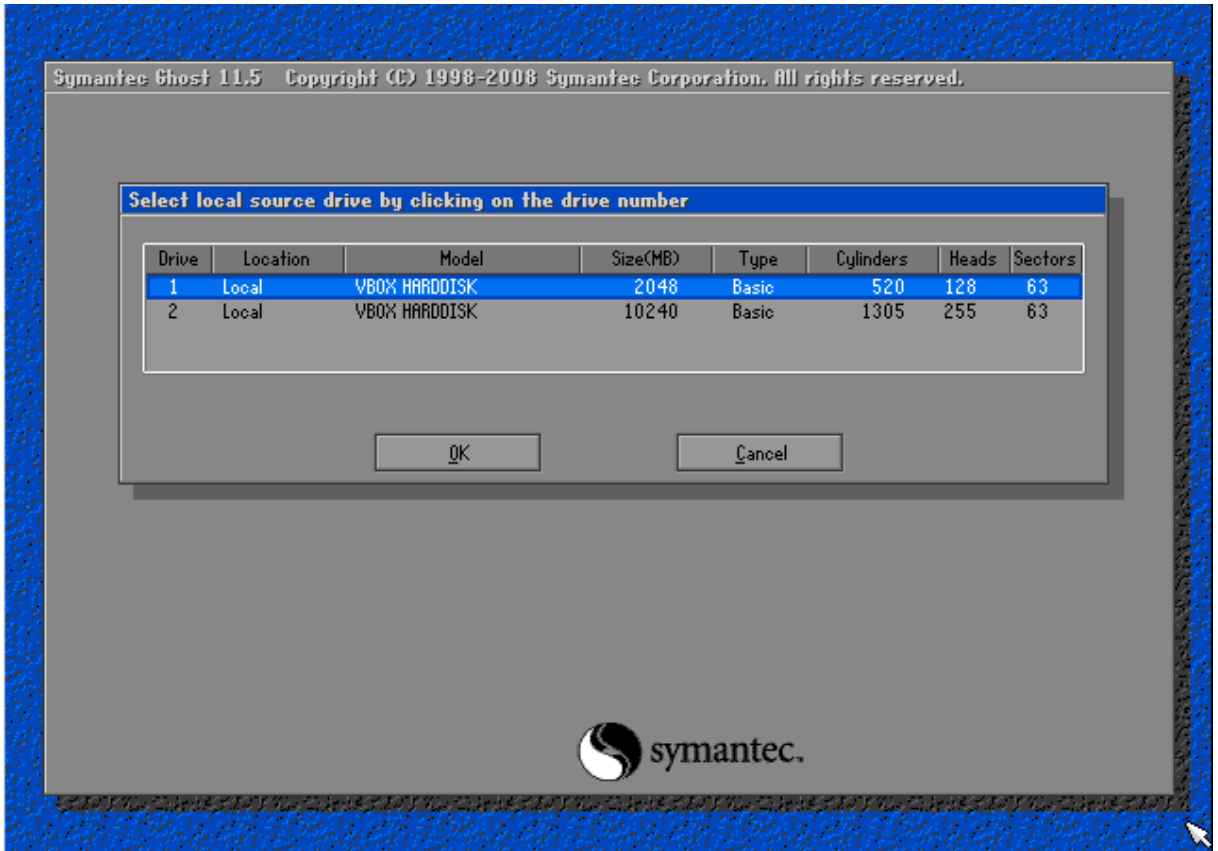 Symantec Ghost 11.5 Copyright (C) 1998-2008 Symantec Corporation. All rights reserved.
Select local source drive by clicking on the drive number
Drive Location Model Size(MB) Type Cylinders Heads Sectors
1 Local VBOX HARDDISK 2048 Basic 520 128 63
2 Local VBOX HARDDISK 10240 Basic 1305 255 63
OK Cancel
symantec.